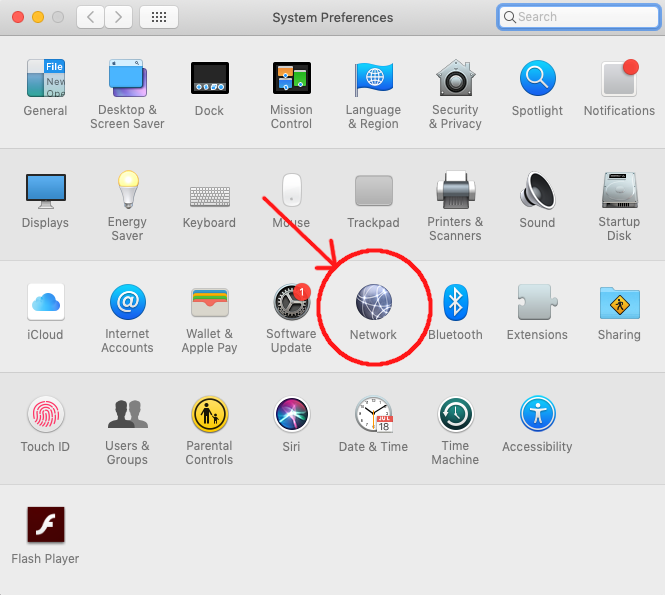 System Preferences
Search
File
New
Ope
General
Desktop &
Screen Saver
Dock
Mission
Control
Language
& Region
Security
& Privacy
Spotlight
Notifications
Displays
Energy
Saver
Keyboard
Mouse
Trackpad
Printers &
Scanners
Sound
Startup
Disk
iCloud
@
Internet
Accounts
Wallet &
Apple Pay
1
Software
Update
Network
Bluetooth
Extensions
Sharing
Touch ID
Users &
Groups
Parental
Controls
Siri
JUL
18
Date & Time
Time
Machine
Accessibility
Flash Player